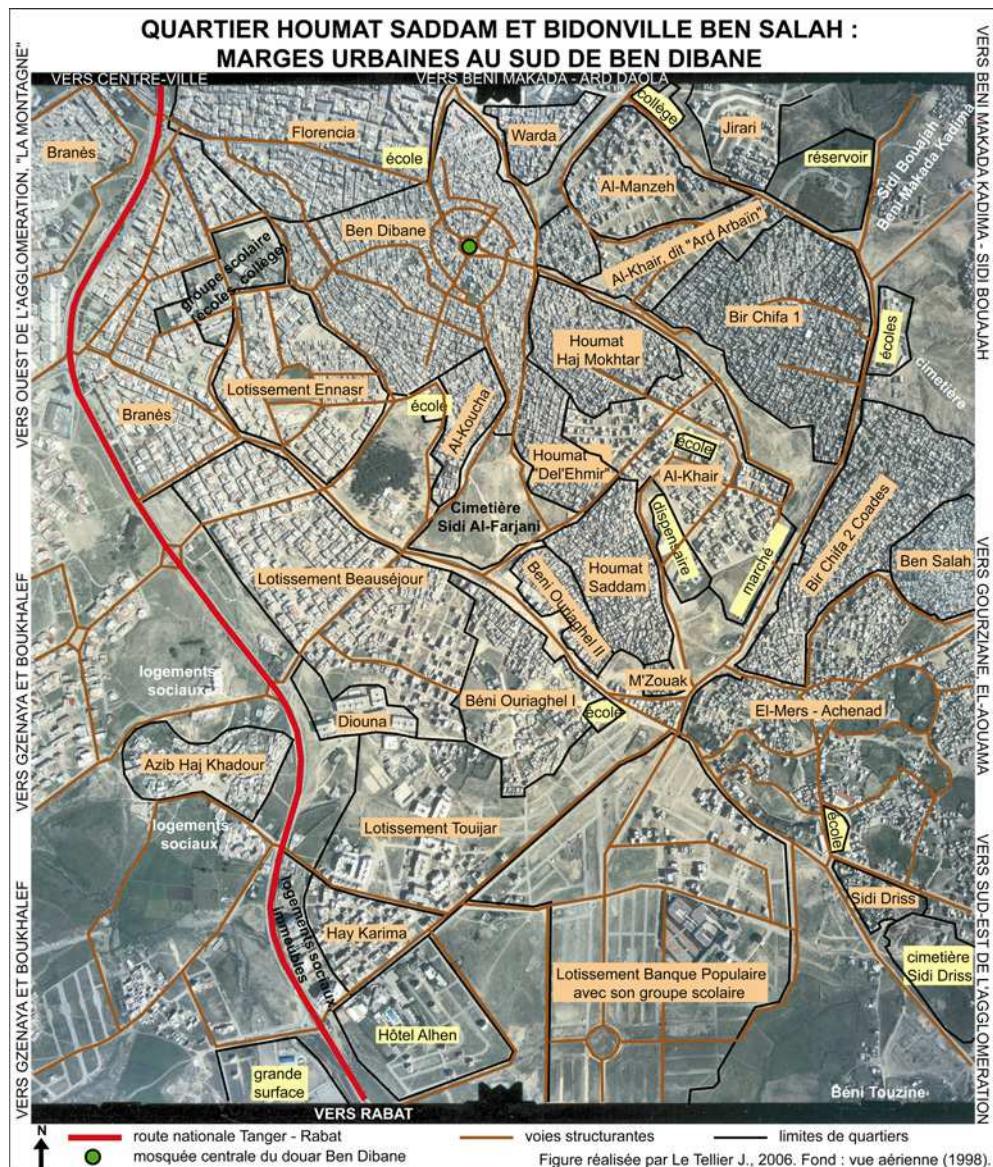 QUARTIER HOUMAT SADDAM ET BIDONVILLE BEN SALAH :
MARGES URBAINES AU SUD DE BEN DIBANE
VERS CENTRE-VILLE
VERS BENI MAKADA - ARD DAOLA
VERS OUEST DE L'AGGLOMERATION, "LA MONTAGNE"
VERS GZENAYA ET BOUKHALEF
VERS GZENAYA ET BOUKHALEF
VERS BENI MAKADA KADIMA - SIDI BOUAJAH
VERS GOURZIANE, EL-AOUAMA
VERS SUD-EST DE L'AGGLOMERATION
Branès
Florencia
école
Warda
collège
Jirari
réservoir
Sidi Bouajah
Beni Makada Kadima
Al-Manzeh
Ben Dibane
groupe scolaire
(écoles, collège)
Al-Khair, dit "Ard Arbaïn"
Bir Chifa 1
écoles
cimetière
Houmat
Haj Mokhtar
Lotissement Ennasr
Branès
école
Al-Koucha
Houmat
"Del'Ehmir"
école
Al-Khair
Cimetière
Sidi Al-Farjani
dispensaire
marché
Bir Chifa 2 Coades
Ben Salah
Houmat
Saddam
Beni Ouriaghel II
Lotissement Beauséjour
logements
sociaux
M'Zouak
Béni Ouriaghel I
école
Diouna
El-Mers - Achenad
Azib Haj Khadour
logements
sociaux
Lotissement Touijar
école
Sidi Driss
logements sociaux
immeubles
Hay Karima
cimetière
Sidi Driss
Lotissement Banque Populaire
avec son groupe scolaire
Hôtel Alhen
grande
surface
Béni Touzine
VERS RABAT
N
route nationale Tanger - Rabat
voies structurantes
limites de quartiers
mosquée centrale du douar Ben Dibane
Figure réalisée par Le Tellier J., 2006. Fond : vue aérienne (1998).